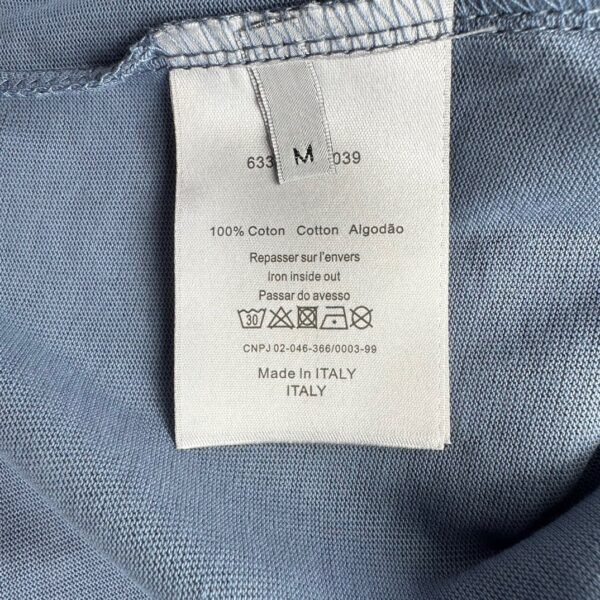 M
633 039
100% Coton Cotton Algodão
Repasser sur l'envers
Iron inside out
Passar do avesso
30
CNPJ 02-046-366/0003-99
Made In ITALY
ITALY